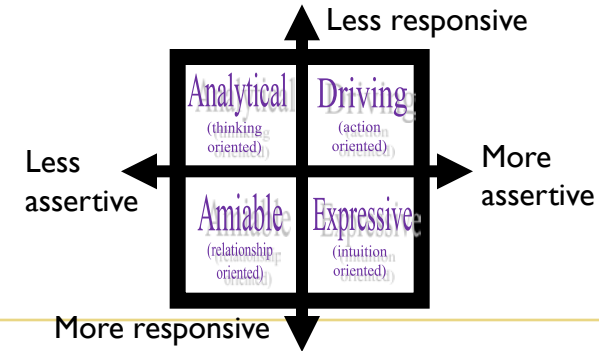 Less responsive
Analytical
(thinking
oriented)
Driving
(action
oriented)
Less
assertive
More
assertive
Amiable
(relationship
oriented)
Expressive
(intuition
oriented)
More responsive